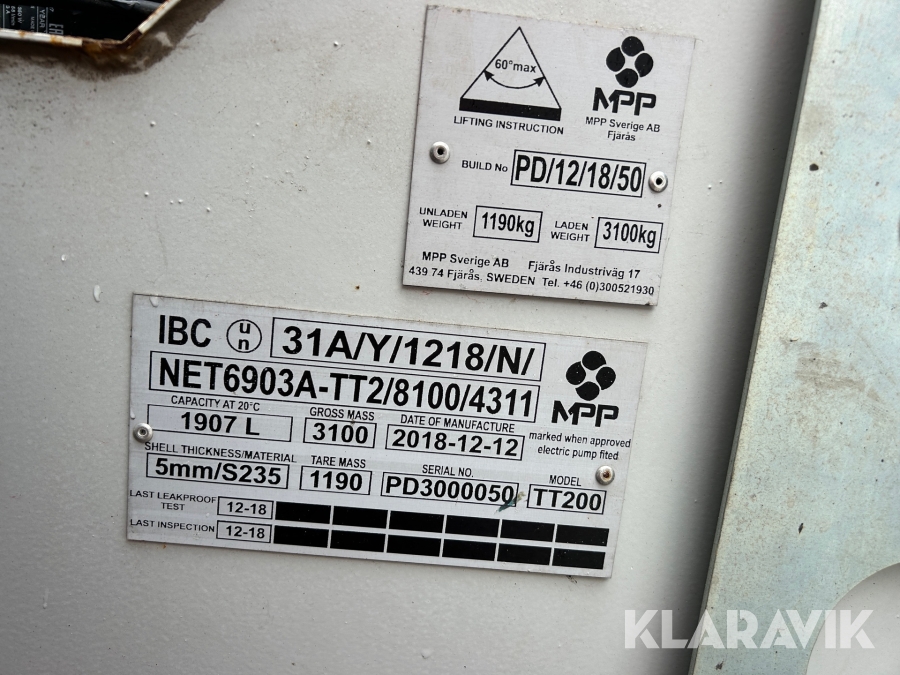 60°max
LIFTING INSTRUCTION
MPP
MPP Sverige AB
Fjärås
BUILD No PD/12/18/50
UNLADEN WEIGHT 1190kg LADEN WEIGHT 3100kg
MPP Sverige AB Fjärås Industriväg 17
439 74 Fjärås, SWEDEN Tel. +46 (0)300521930
IBC un 31A/Y/1218/N/
NET6903A-TT2/8100/4311
MPP
CAPACITY AT 20°C GROSS MASS DATE OF MANUFACTURE
1907 L 3100 2018-12-12
marked when approved
electric pump fited
SHELL THICKNESS/MATERIAL TARE MASS SERIAL NO. MODEL
5mm/S235 1190 PD3000050 TT200
LAST LEAKPROOF TEST 12-18
LAST INSPECTION 12-18
KLARAVIK